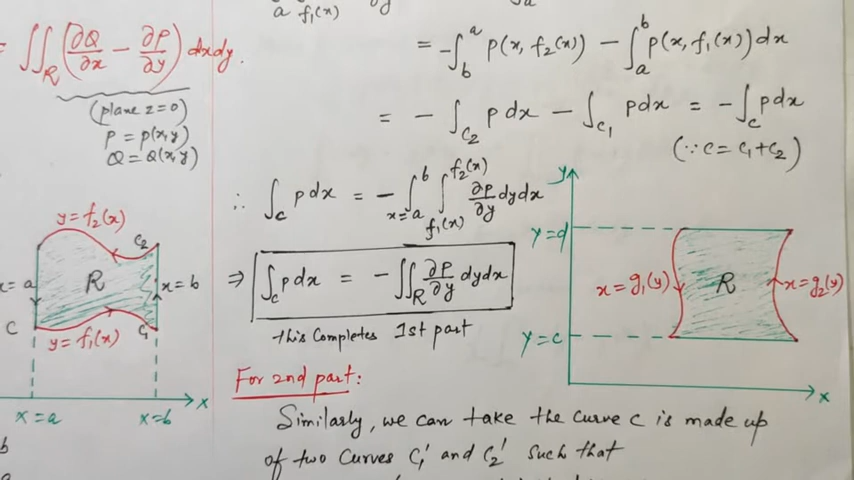 a f₁(x)
= ∬_R (∂Q/∂x − ∂P/∂y) dxdy.
(plane z=0)
P = P(x,y)
Q = Q(x,y)
y = f₂(x)
C₂
x = a
R
x = b
C
C₁
y = f₁(x)
x
x = a
x = b
b
= −∫_b^a P(x, f₂(x)) − ∫_a^b P(x, f₁(x)) dx
= − ∫_{C₂} P dx − ∫_{C₁} P dx = − ∫_C P dx
(∵ C = C₁ + C₂)
∴ ∫_C P dx = − ∫_{x=a}^b ∫_{f₁(x)}^{f₂(x)} ∂P/∂y dy dx
⇒ ∫_C P dx = − ∬_R ∂P/∂y dy dx
This Completes 1st part
y
y = d
x = g₁(y)
R
x = g₂(y)
y = c
x
For 2nd part:
Similarly, we can take the curve C is made up
of two curves C₁' and C₂' such that